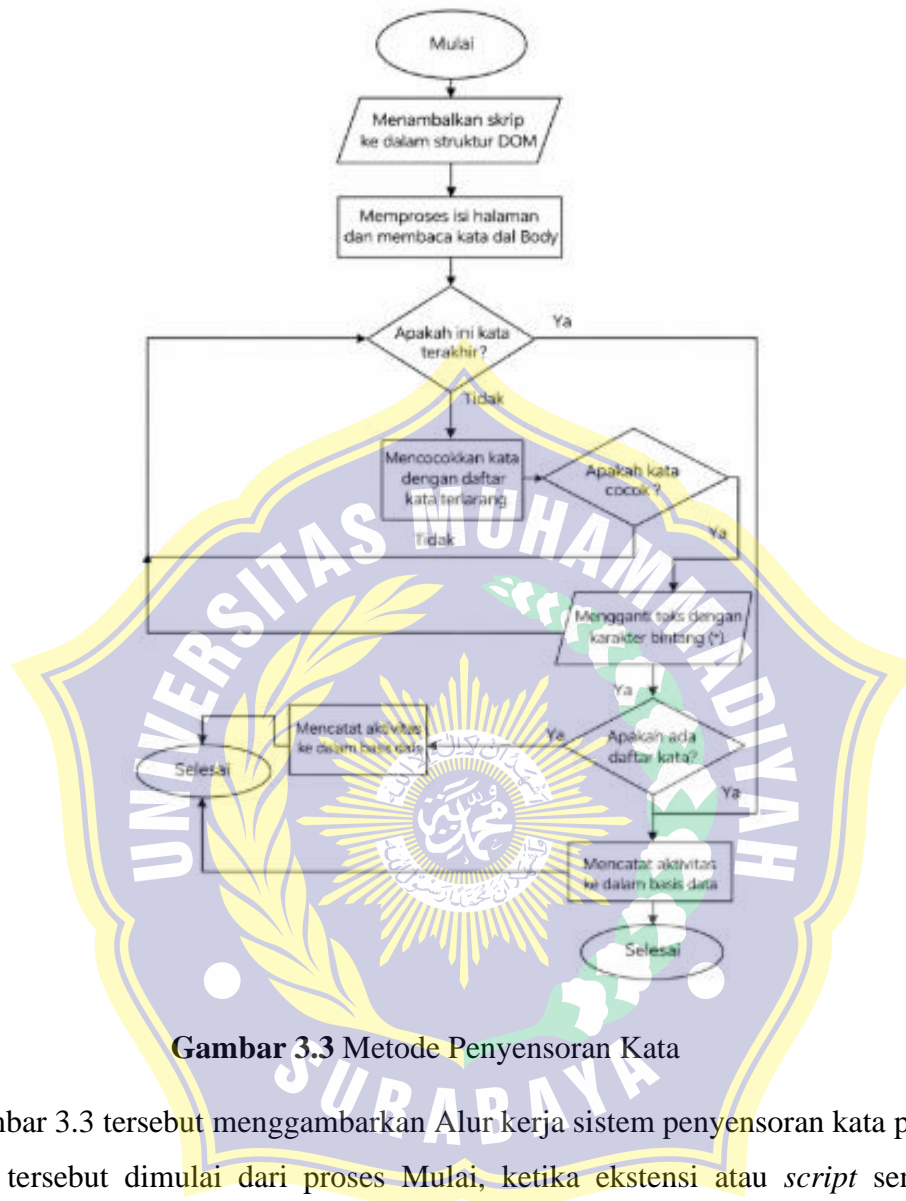 Mulai
Menambalkan skrip
ke dalam struktur DOM
Memproses isi halaman
dan membaca kata dal Body
Apakah ini kata
terakhir?
Ya
Tidak
Mencocokkan kata
dengan daftar
kata terlarang
Apakah kata
cocok?
Ya
Tidak
Mengganti teks dengan
karakter bintang (*)
Ya
Apakah ada
daftar kata?
Ya
Ya
Mencatat aktivitas
ke dalam basis data
Selesai
Mencatat aktivitas
ke dalam basis data
Selesai
UNIVERSITAS MUHAMMADIYAH
SURABAYA
Gambar 3.3 Metode Penyensoran Kata
mbar 3.3 tersebut menggambarkan Alur kerja sistem penyensoran kata p
tersebut dimulai dari proses Mulai, ketika ekstensi atau script sen